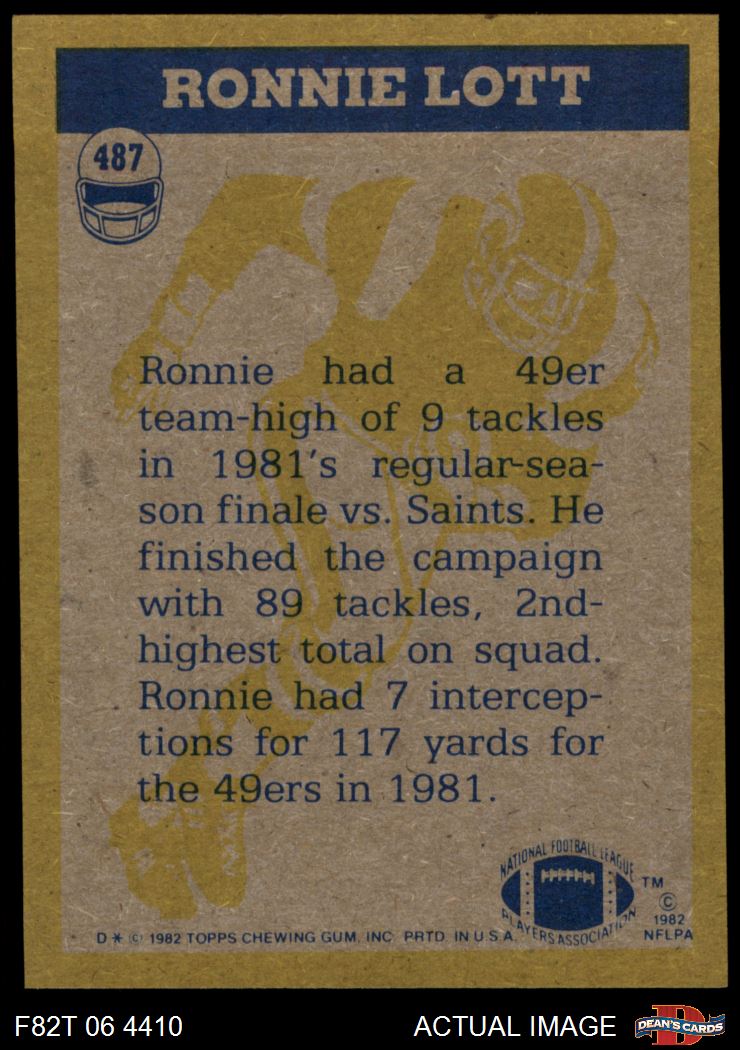 RONNIE LOTT
487
Ronnie had a 49er
team-high of 9 tackles
in 1981's regular-sea-
son finale vs. Saints. He
finished the campaign
with 89 tackles, 2nd-
highest total on squad.
Ronnie had 7 intercep-
tions for 117 yards for
the 49ers in 1981.
NATIONAL FOOTBALL LEAGUE
PLAYERS ASSOCIATION
TM
©
1982
NFLPA
D * © 1982 TOPPS CHEWING GUM, INC. PRTD. IN U.S.A.
F82T 06 4410
ACTUAL IMAGE
D
DEAN'S CARDS